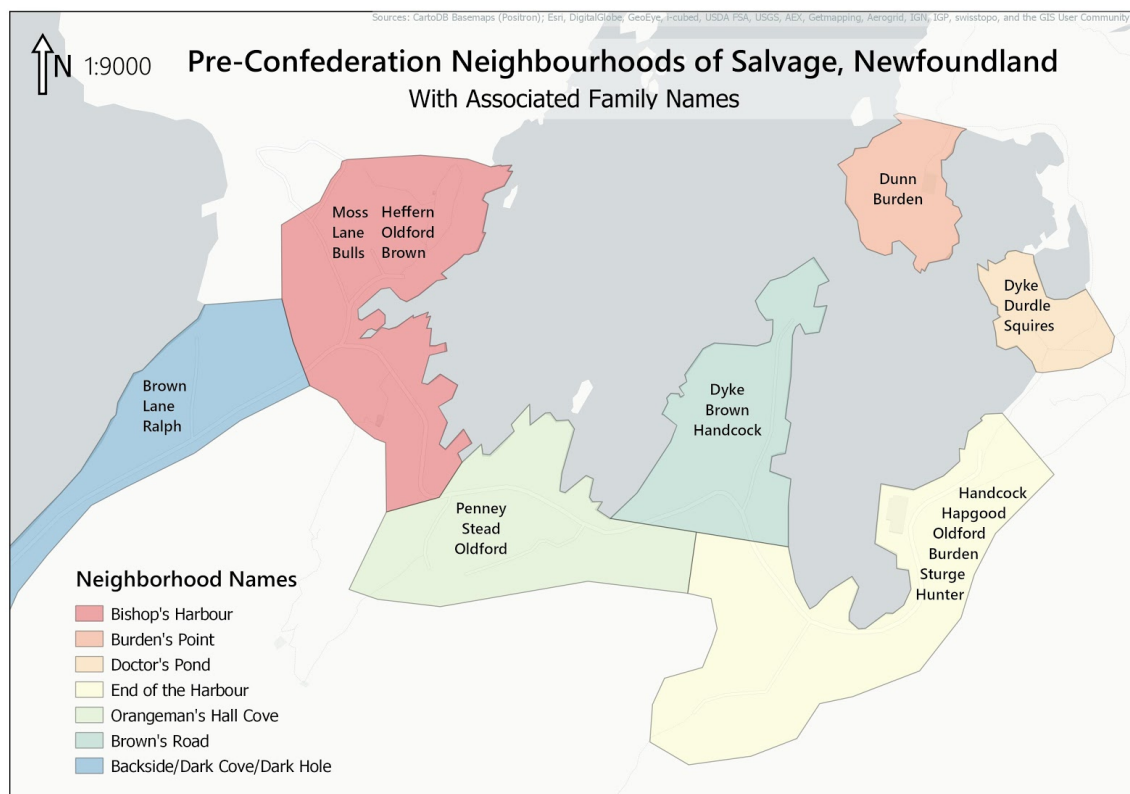 Sources: CartoDB Basemaps (Positron); Esri, DigitalGlobe, GeoEye, i-cubed, USDA FSA, USGS, AEX, Getmapping, Aerogrid, IGN, IGP, swisstopo, and the GIS User Community
N 1:9000
Pre-Confederation Neighbourhoods of Salvage, Newfoundland
With Associated Family Names
Dunn
Burden
Moss
Lane
Bulls
Heffern
Oldford
Brown
Dyke
Durdle
Squires
Brown
Lane
Ralph
Dyke
Brown
Handcock
Penney
Stead
Oldford
Handcock
Hapgood
Oldford
Burden
Sturge
Hunter
Neighborhood Names
Bishop's Harbour
Burden's Point
Doctor's Pond
End of the Harbour
Orangeman's Hall Cove
Brown's Road
Backside/Dark Cove/Dark Hole